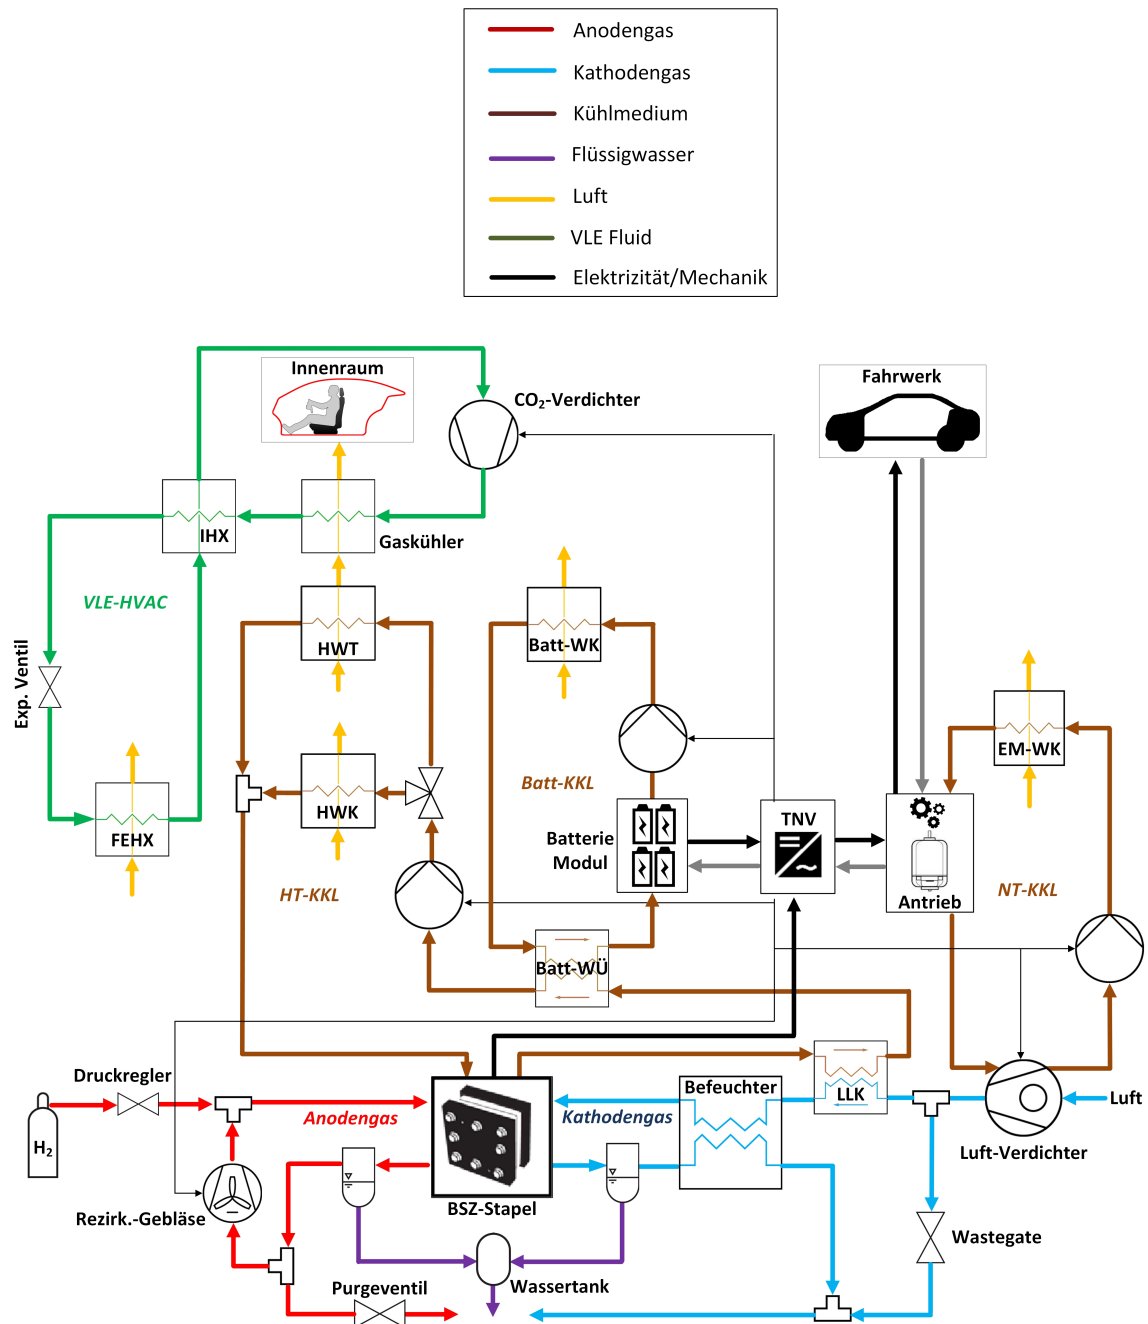 Anodengas
Kathodengas
Kühlmedium
Flüssigwasser
Luft
VLE Fluid
Elektrizität/Mechanik
Innenraum
CO₂-Verdichter
Fahrwerk
IHX
Gaskühler
VLE-HVAC
HWT
Batt-WK
Exp. Ventil
EM-WK
Batt-KKL
HWK
FEHX
TNV
Batterie
Modul
HT-KKL
Antrieb
NT-KKL
Batt-WÜ
Druckregler
Befeuchter
LLK
Anodengas
Kathodengas
Luft
H₂
Luft-Verdichter
BSZ-Stapel
Rezirk.-Gebläse
Wastegate
Purgeventil
Wassertank